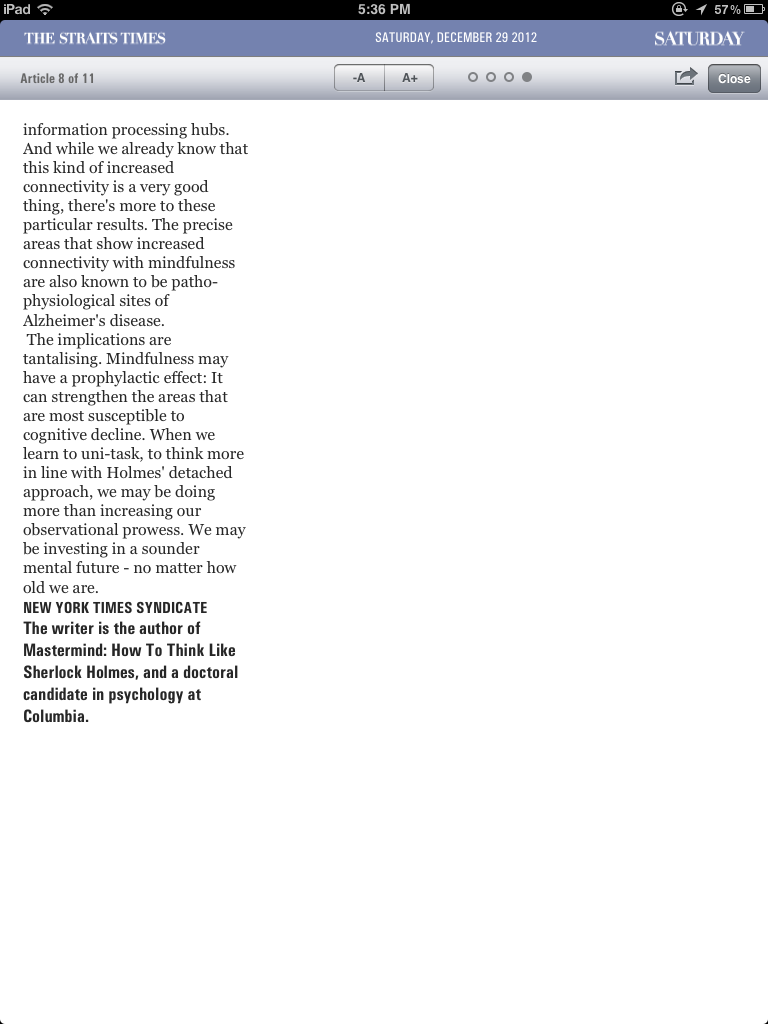 iPad 5:36 PM 57%
THE STRAITS TIMES SATURDAY, DECEMBER 29 2012 SATURDAY
Article 8 of 11 -A A+ Close
information processing hubs.
And while we already know that
this kind of increased
connectivity is a very good
thing, there's more to these
particular results. The precise
areas that show increased
connectivity with mindfulness
are also known to be patho-
physiological sites of
Alzheimer's disease.
The implications are
tantalising. Mindfulness may
have a prophylactic effect: It
can strengthen the areas that
are most susceptible to
cognitive decline. When we
learn to uni-task, to think more
in line with Holmes' detached
approach, we may be doing
more than increasing our
observational prowess. We may
be investing in a sounder
mental future - no matter how
old we are.
NEW YORK TIMES SYNDICATE
The writer is the author of
Mastermind: How To Think Like
Sherlock Holmes, and a doctoral
candidate in psychology at
Columbia.